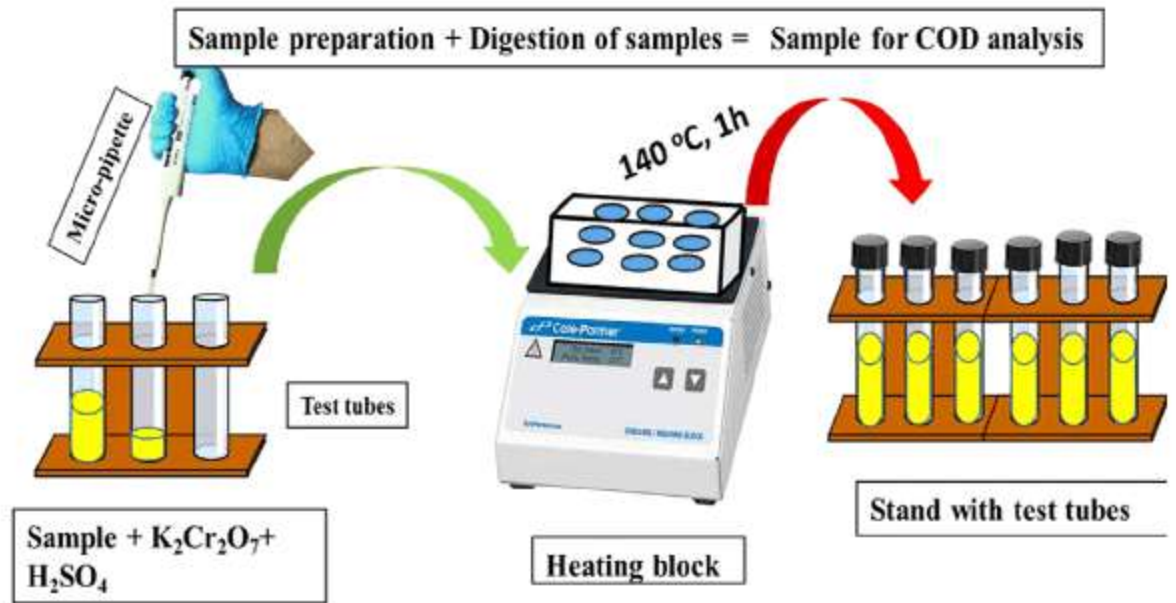 Sample preparation + Digestion of samples = Sample for COD analysis
Micro-pipette
140 °C, 1h
Cole-Parmer
Test tubes
Sample + K₂Cr₂O₇+
H₂SO₄
Heating block
Stand with test tubes